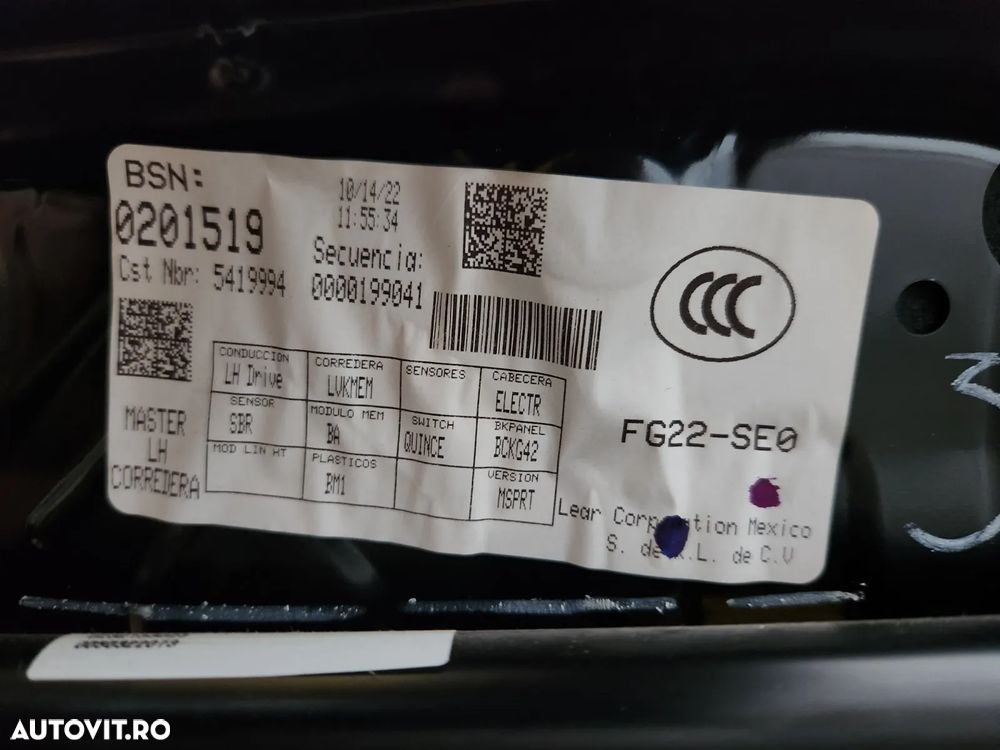 BSN:
0201519
Cst Nbr: 5419994
10/14/22
11:55:34
Secuencia:
0000199041
CCC
MASTER
LH
CORREDERA
CONDUCCION
LH Drive
CORREDERA
LVKMEM
SENSORES
CABECERA
ELECTR
SENSOR
SBR
MODULO MEM
BA
SWITCH
QUINCE
BKPANEL
BCKG42
MOD LIN HT
PLASTICOS
BM1
VERSION
MSPRT
FG22-SE0
Lear Corporation Mexico
S. de R.L. de C.V
3
AUTOVIT.RO